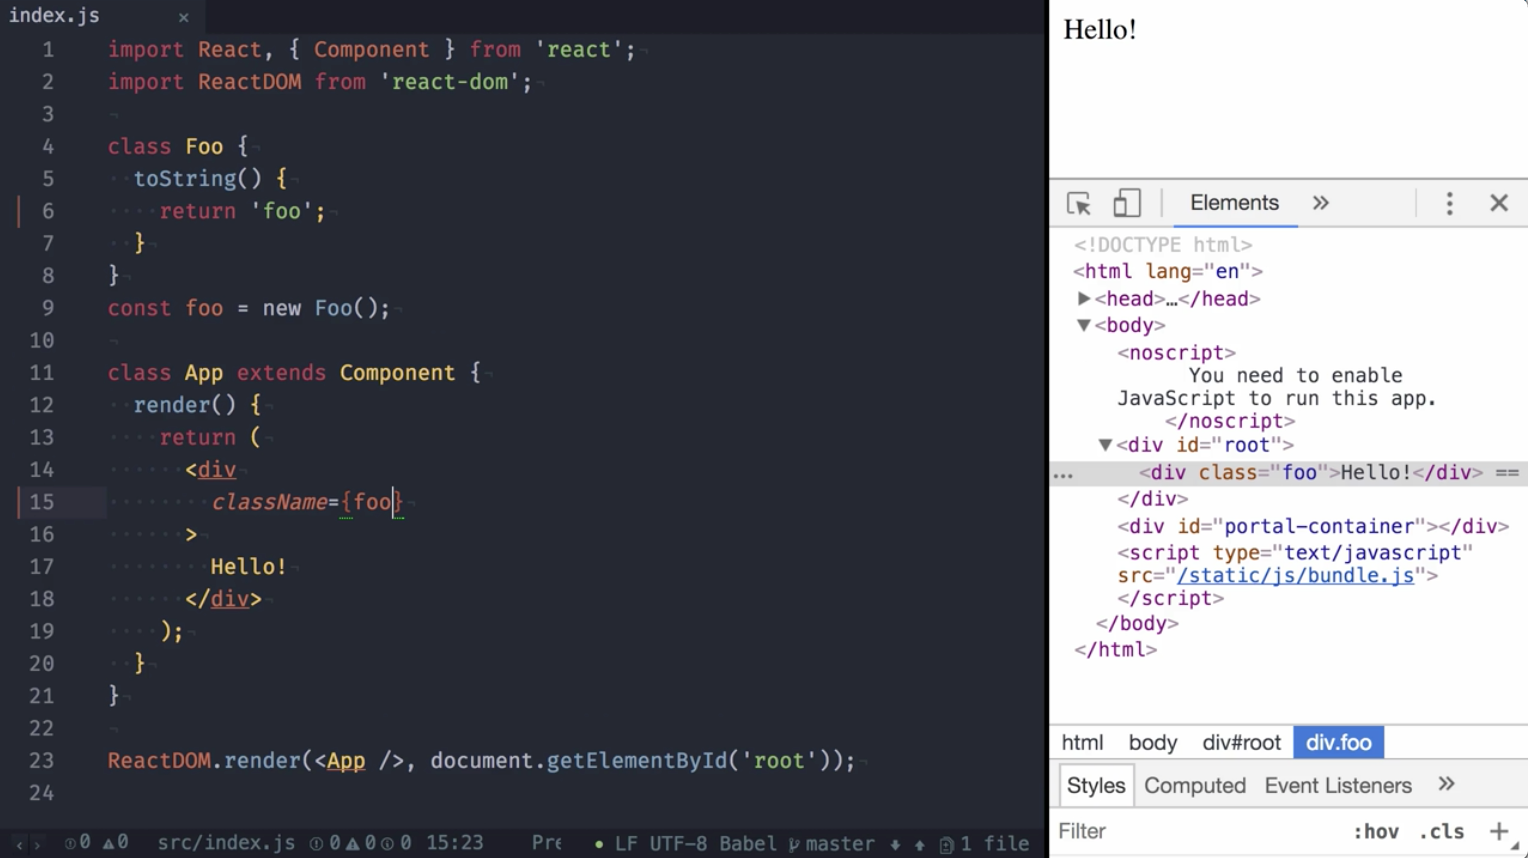 index.js ×
1 import React, { Component } from 'react';
2 import ReactDOM from 'react-dom';
3
4 class Foo {
5 toString() {
6 return 'foo';
7 }
8 }
9 const foo = new Foo();
10
11 class App extends Component {
12 render() {
13 return (
14 <div
15 className={foo}
16 >
17 Hello!
18 </div>
19 );
20 }
21 }
22
23 ReactDOM.render(<App />, document.getElementById('root'));
24
0 0 src/index.js 0 0 0 15:23 Pre LF UTF-8 Babel master 1 file
Hello!
Elements »
<!DOCTYPE html>
<html lang="en">
<head>…</head>
<body>
<noscript>
You need to enable
JavaScript to run this app.
</noscript>
<div id="root">
… <div class="foo">Hello!</div> ==
</div>
<div id="portal-container"></div>
<script type="text/javascript"
src="/static/js/bundle.js">
</script>
</body>
</html>
html body div#root div.foo
Styles Computed Event Listeners »
Filter :hov .cls +